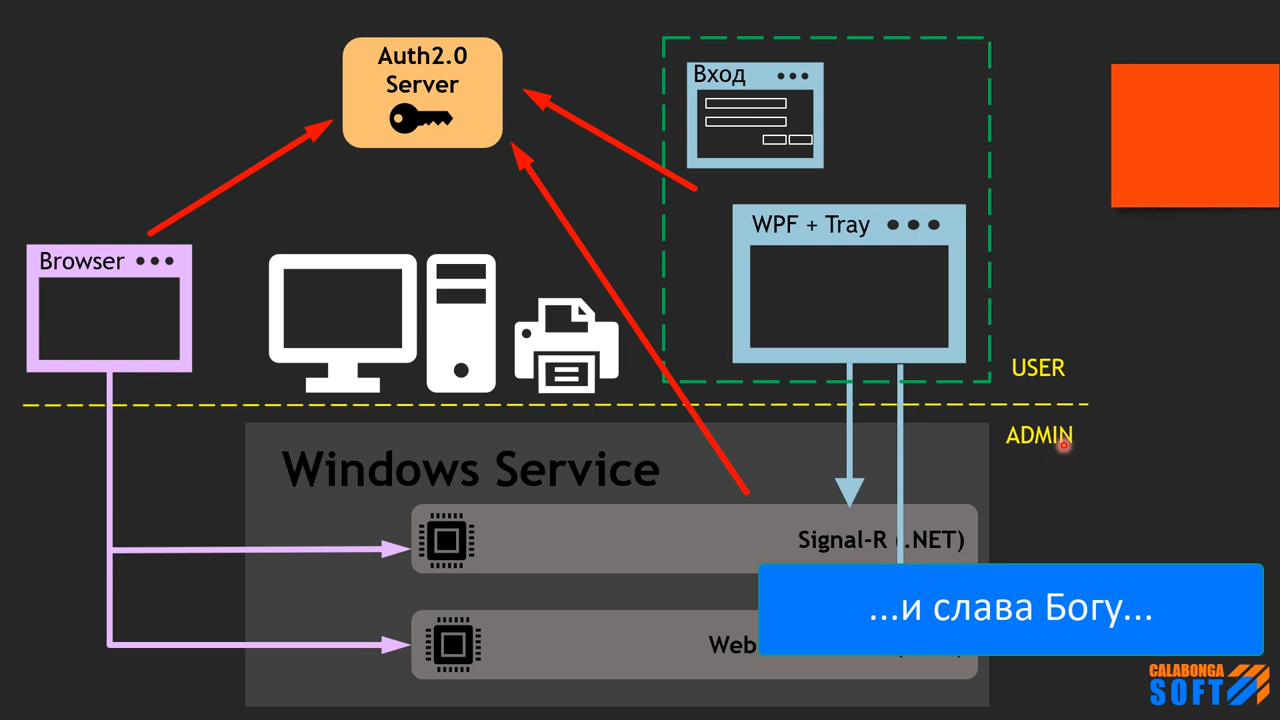 Auth2.0
Server
Вход
WPF + Tray
Browser
USER
ADMIN
Windows Service
Signal-R (.NET)
...и слава Богу...
Web
CALABONGA
SOFT